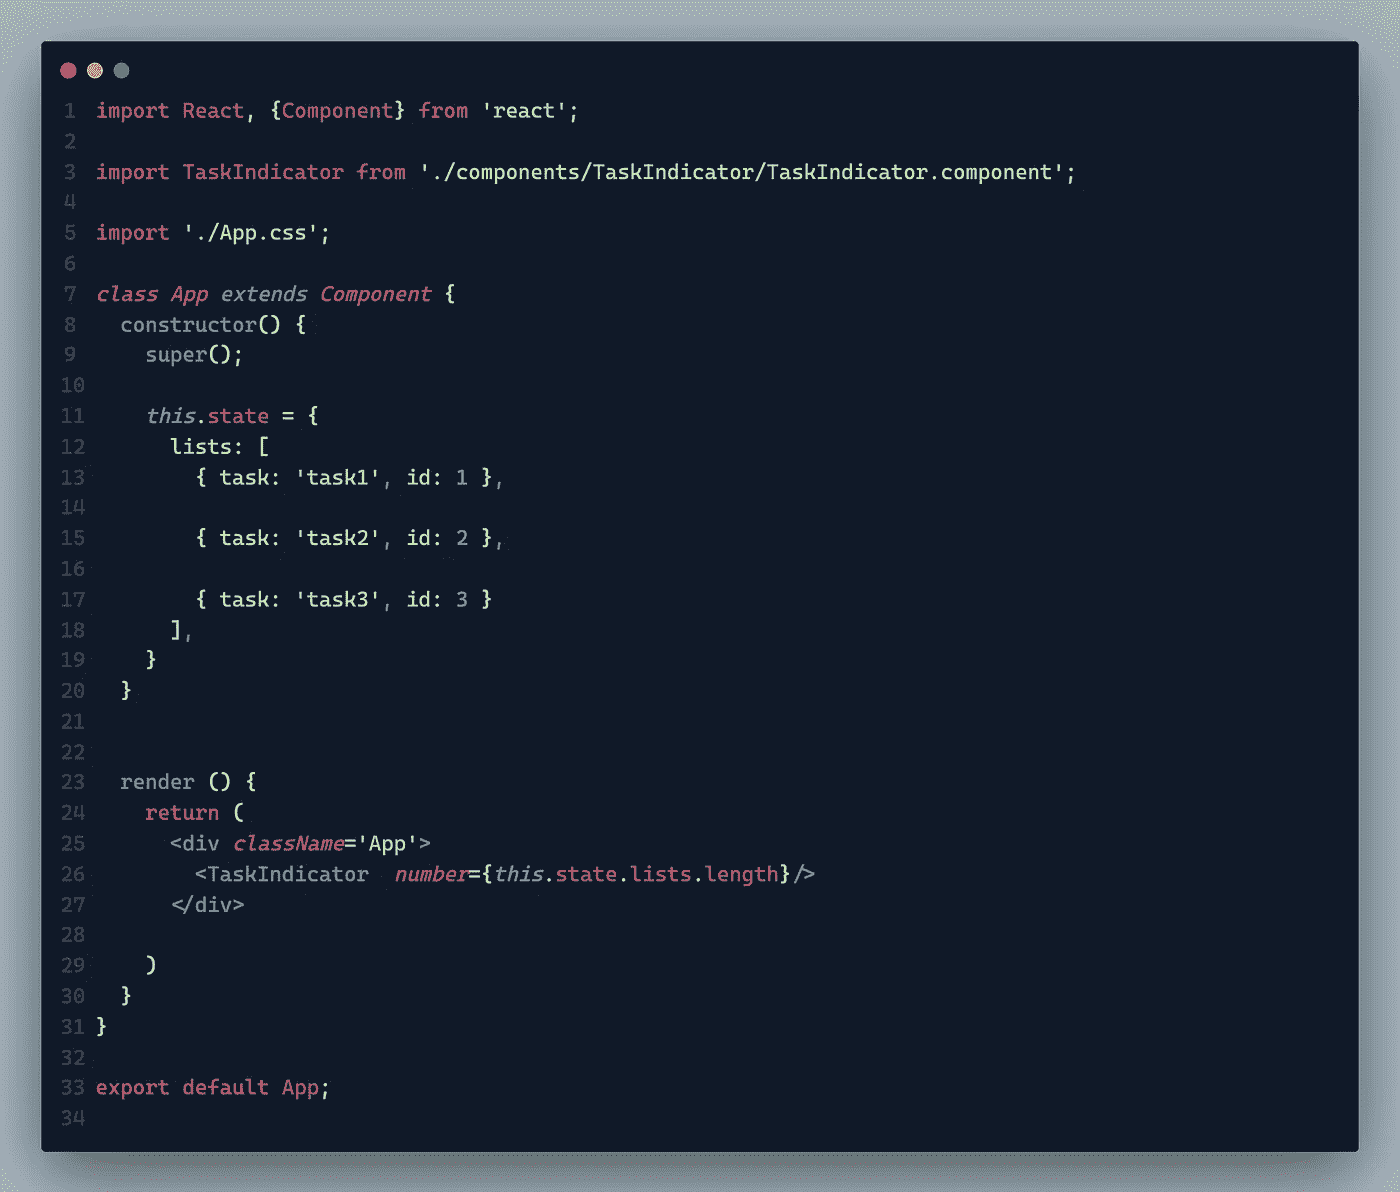 1 import React, {Component} from 'react';
2
3 import TaskIndicator from './components/TaskIndicator/TaskIndicator.component';
4
5 import './App.css';
6
7 class App extends Component {
8   constructor() {
9     super();
10
11     this.state = {
12       lists: [
13         { task: 'task1', id: 1 },
14
15         { task: 'task2', id: 2 },
16
17         { task: 'task3', id: 3 }
18       ],
19     }
20   }
21
22
23   render () {
24     return (
25       <div className='App'>
26         <TaskIndicator  number={this.state.lists.length}/>
27       </div>
28
29     )
30   }
31 }
32
33 export default App;
34